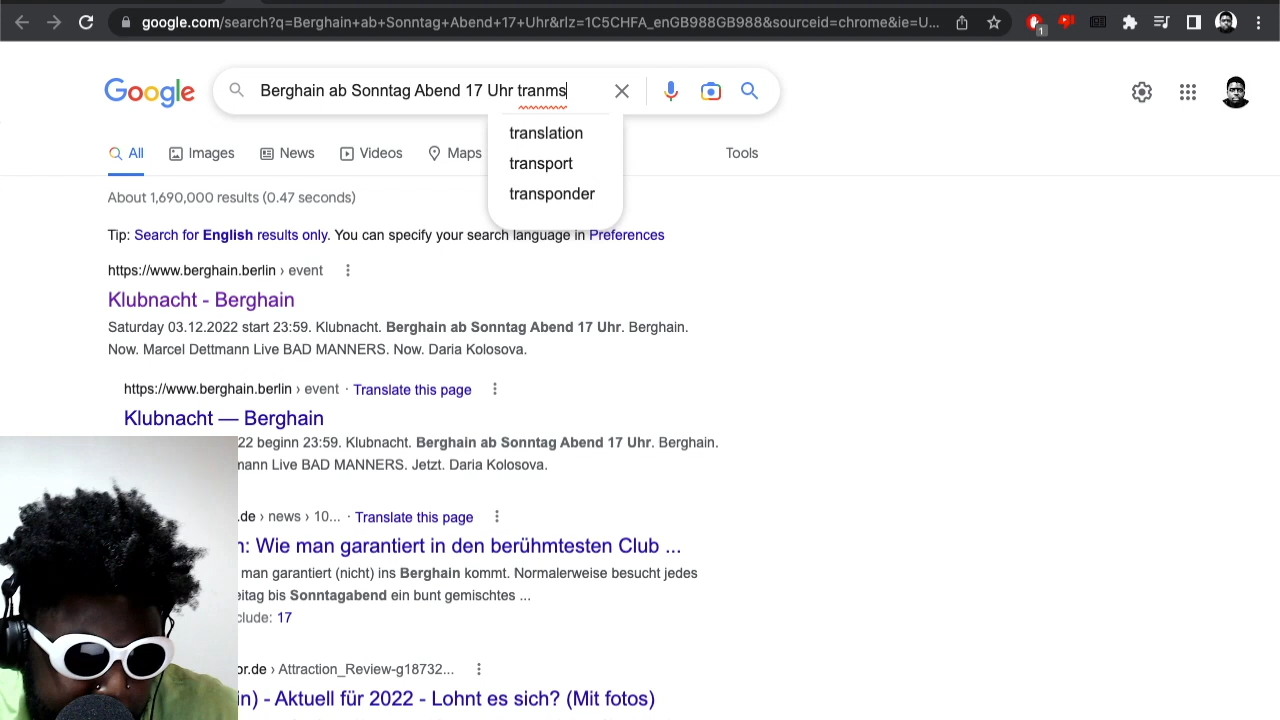 google.com/search?q=Berghain+ab+Sonntag+Abend+17+Uhr&rlz=1C5CHFA_enGB988GB988&sourceid=chrome&ie=U...
1
Google
Berghain ab Sonntag Abend 17 Uhr tranms
translation
transport
transponder
All Images News Videos Maps Tools
About 1,690,000 results (0.47 seconds)
Tip: Search for English results only. You can specify your search language in Preferences
https://www.berghain.berlin › event
Klubnacht - Berghain
Saturday 03.12.2022 start 23:59. Klubnacht. Berghain ab Sonntag Abend 17 Uhr. Berghain.
Now. Marcel Dettmann Live BAD MANNERS. Now. Daria Kolosova.
https://www.berghain.berlin › event · Translate this page
Klubnacht — Berghain
22 beginn 23:59. Klubnacht. Berghain ab Sonntag Abend 17 Uhr. Berghain.
mann Live BAD MANNERS. Jetzt. Daria Kolosova.
.de › news › 10... · Translate this page
n: Wie man garantiert in den berühmtesten Club ...
man garantiert (nicht) ins Berghain kommt. Normalerweise besucht jedes
eitag bis Sonntagabend ein bunt gemischtes ...
clude: 17
or.de › Attraction_Review-g18732...
in) - Aktuell für 2022 - Lohnt es sich? (Mit fotos)